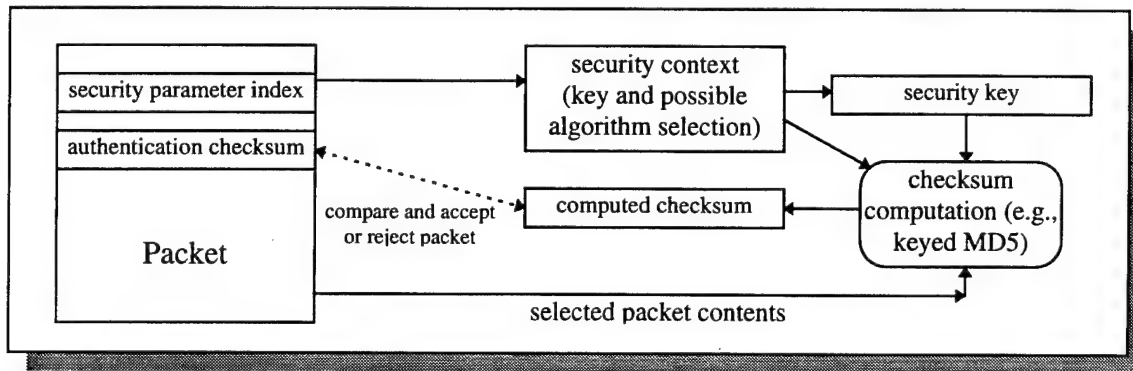 security parameter index
authentication checksum
Packet
security context
(key and possible
algorithm selection)
security key
checksum
computation (e.g.,
keyed MD5)
computed checksum
compare and accept
or reject packet
selected packet contents